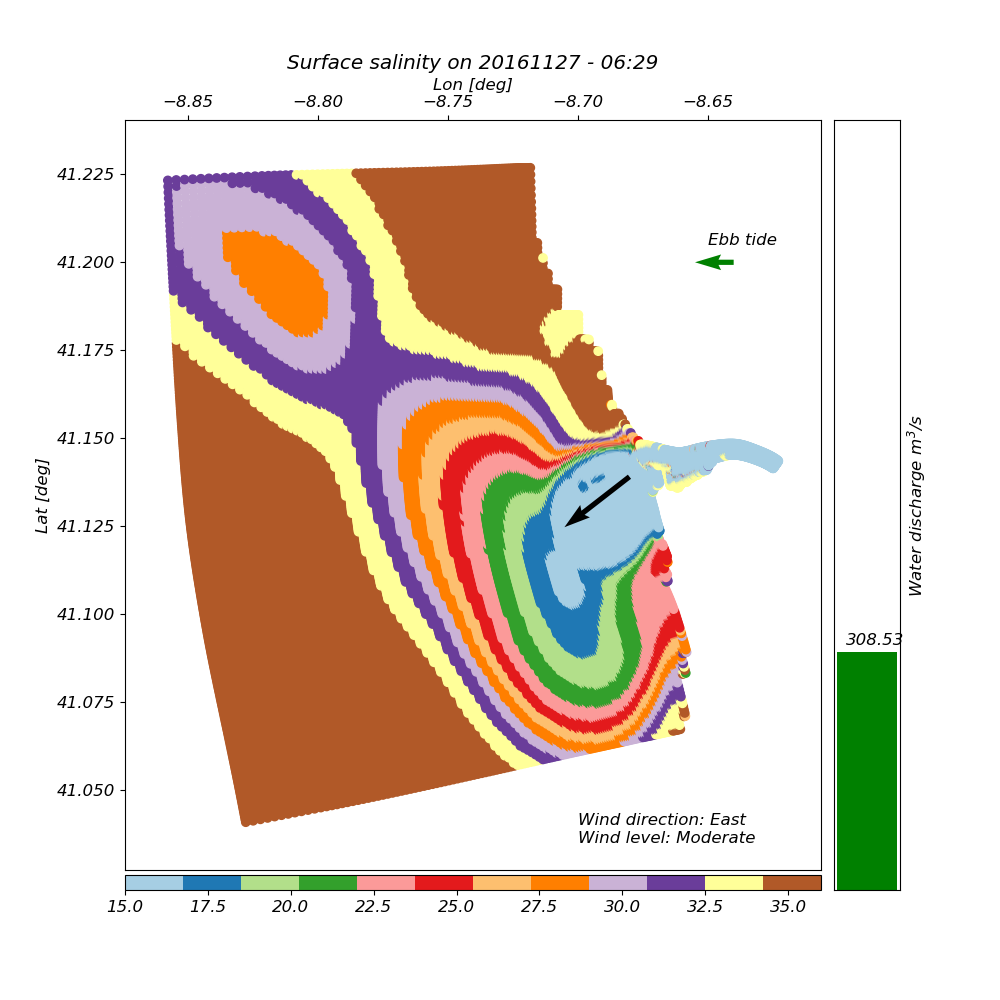 Surface salinity on 20161127 - 06:29
Lon [deg]
−8.85 −8.80 −8.75 −8.70 −8.65
41.225
41.200
41.175
41.150
41.125
41.100
41.075
41.050
Lat [deg]
Ebb tide
Wind direction: East
Wind level: Moderate
15.0 17.5 20.0 22.5 25.0 27.5 30.0 32.5 35.0
308.53
Water discharge m³/s